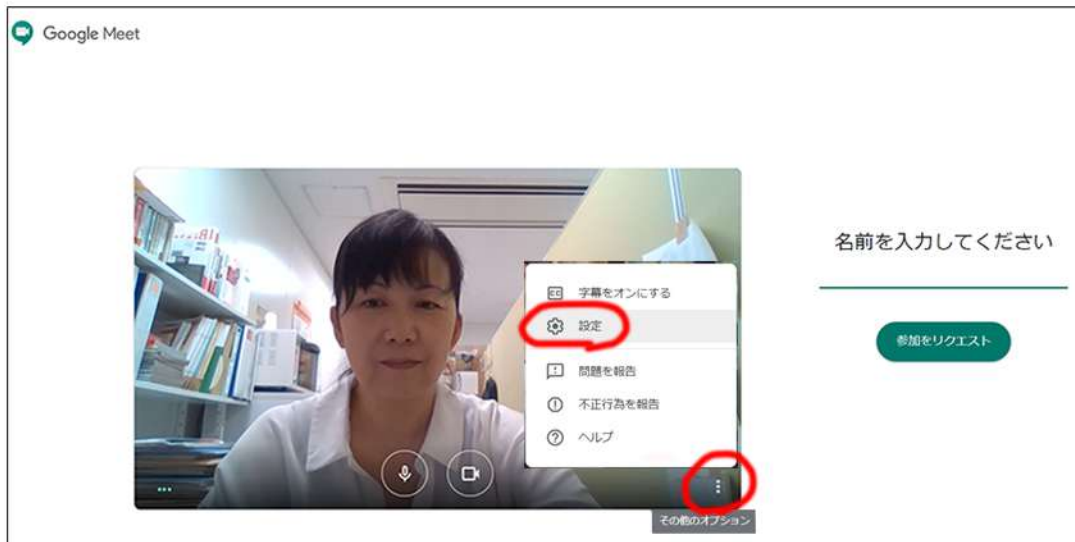 Google Meet
名前を入力してください
字幕をオンにする
設定
問題を報告
不正行為を報告
ヘルプ
参加をリクエスト
その他のオプション